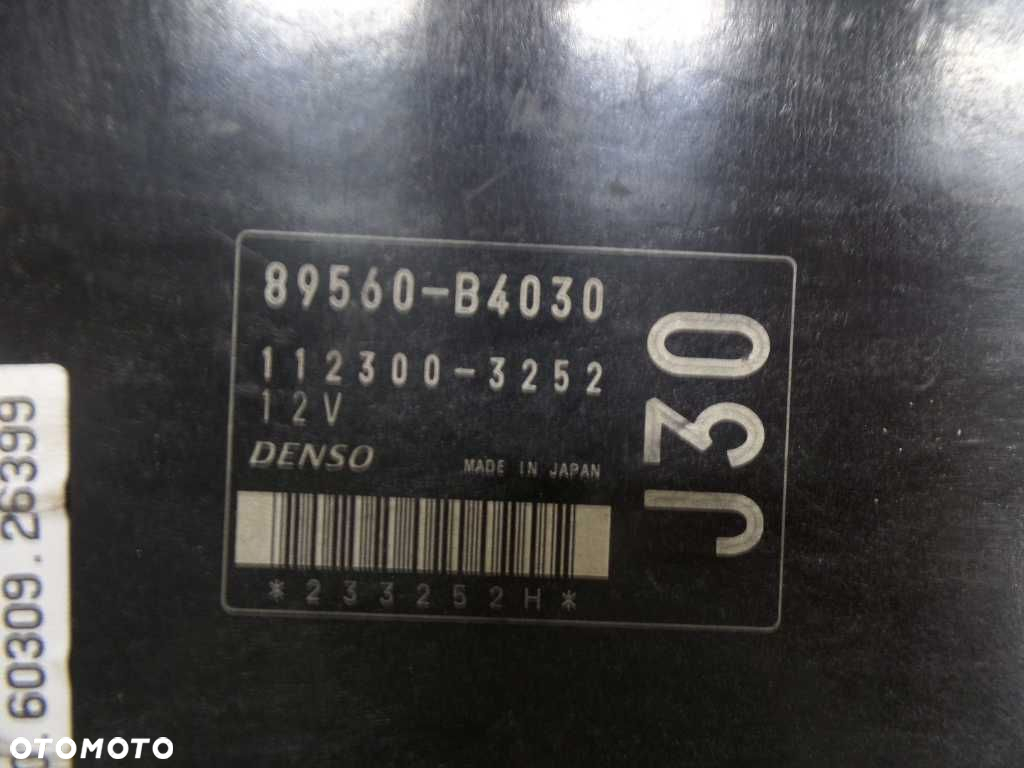 89560-B4030
112300-3252
12V
DENSO MADE IN JAPAN
*233252H*
J30
60309.26399
OTOMOTO